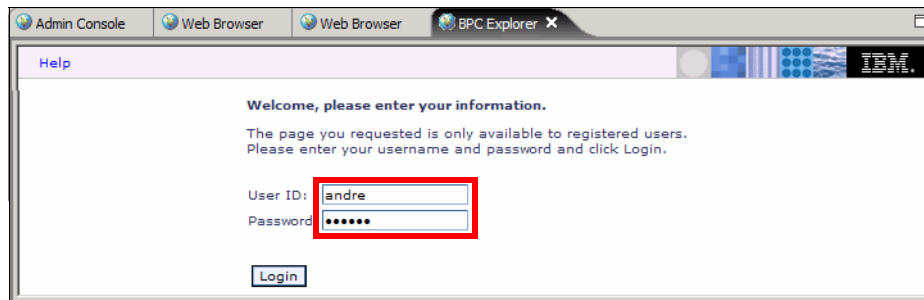 Admin Console Web Browser Web Browser BPC Explorer
Help IBM.
Welcome, please enter your information.
The page you requested is only available to registered users.
Please enter your username and password and click Login.
User ID: andre
Password ••••••
Login